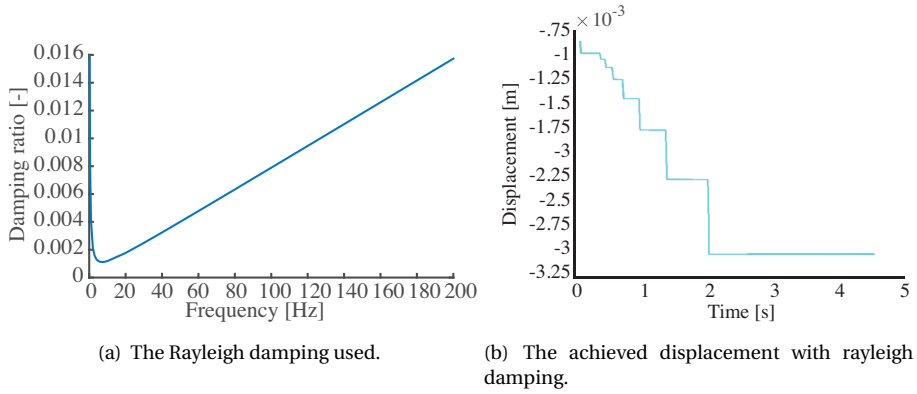 0.016
0.014
0.012
0.01
0.008
0.006
0.004
0.002
0
Damping ratio [-]
0 20 40 60 80 100 120 140 160 180 200
Frequency [Hz]
(a) The Rayleigh damping used.
× 10-3
-.75
-1
-1.25
-1.5
-1.75
-3
-2.25
-2.5
-2.75
-3
-3.25
Displacement [m]
0 1 2 3 4 5
Time [s]
(b) The achieved displacement with rayleigh
damping.